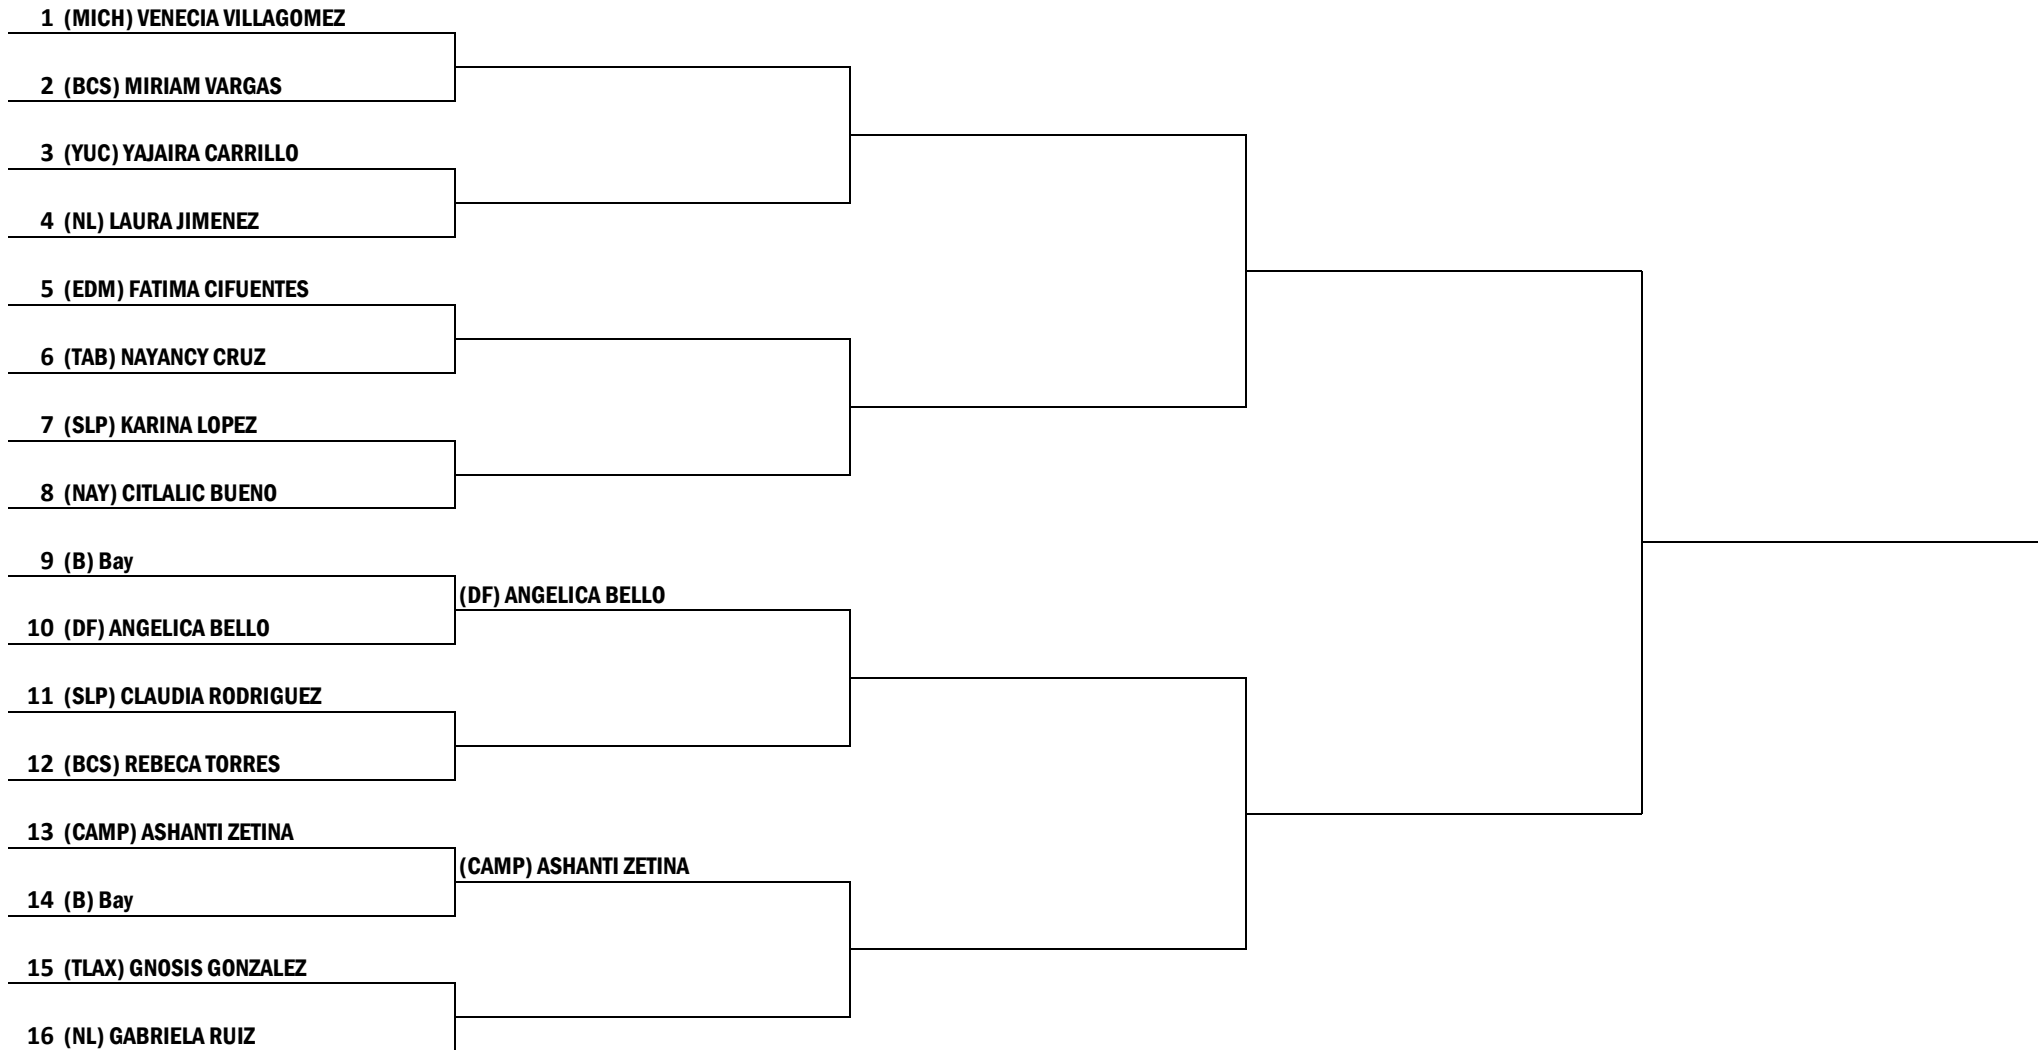 1 (MICH) VENECIA VILLAGOMEZ
2 (BCS) MIRIAM VARGAS
3 (YUC) YAJAIRA CARRILLO
4 (NL) LAURA JIMENEZ
5 (EDM) FATIMA CIFUENTES
6 (TAB) NAYANCY CRUZ
7 (SLP) KARINA LOPEZ
8 (NAY) CITLALIC BUENO
9 (B) Bay
(DF) ANGELICA BELLO
10 (DF) ANGELICA BELLO
11 (SLP) CLAUDIA RODRIGUEZ
12 (BCS) REBECA TORRES
13 (CAMP) ASHANTI ZETINA
(CAMP) ASHANTI ZETINA
14 (B) Bay
15 (TLAX) GNOSIS GONZALEZ
16 (NL) GABRIELA RUIZ